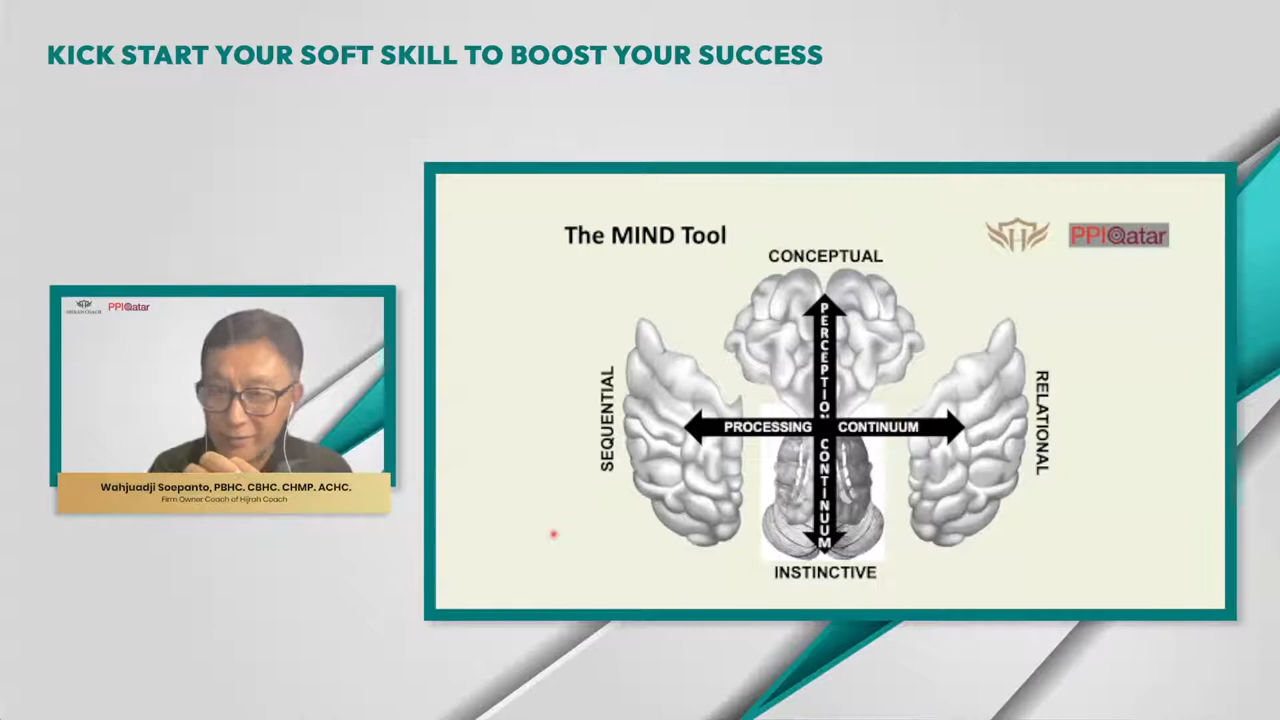 KICK START YOUR SOFT SKILL TO BOOST YOUR SUCCESS
The MIND Tool
H
PPIQatar
CONCEPTUAL
PERCEPTION CONTINUUM
SEQUENTIAL
PROCESSING CONTINUUM
RELATIONAL
INSTINCTIVE
PPIQatar
Wahjuadji Soepanto, PBHC. CBHC. CHMP. ACHC.
Firm Owner Coach of Hijrah Coach